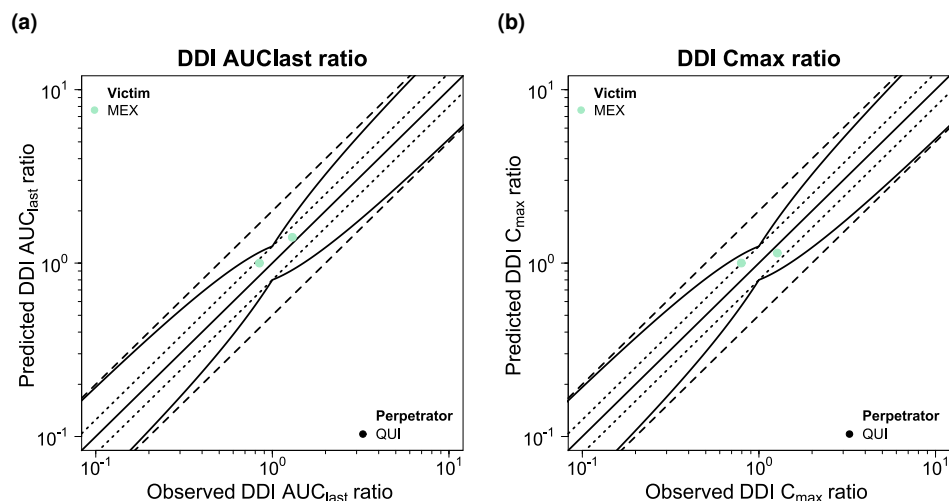 (a)
DDI AUClast ratio
Victim
MEX
Perpetrator
QUI
10¹
10⁰
10⁻¹
Predicted DDI AUClast ratio
10⁻¹ 10⁰ 10¹
Observed DDI AUClast ratio
(b)
DDI Cmax ratio
Victim
MEX
Perpetrator
QUI
10¹
10⁰
10⁻¹
Predicted DDI Cmax ratio
10⁻¹ 10⁰ 10¹
Observed DDI Cmax ratio